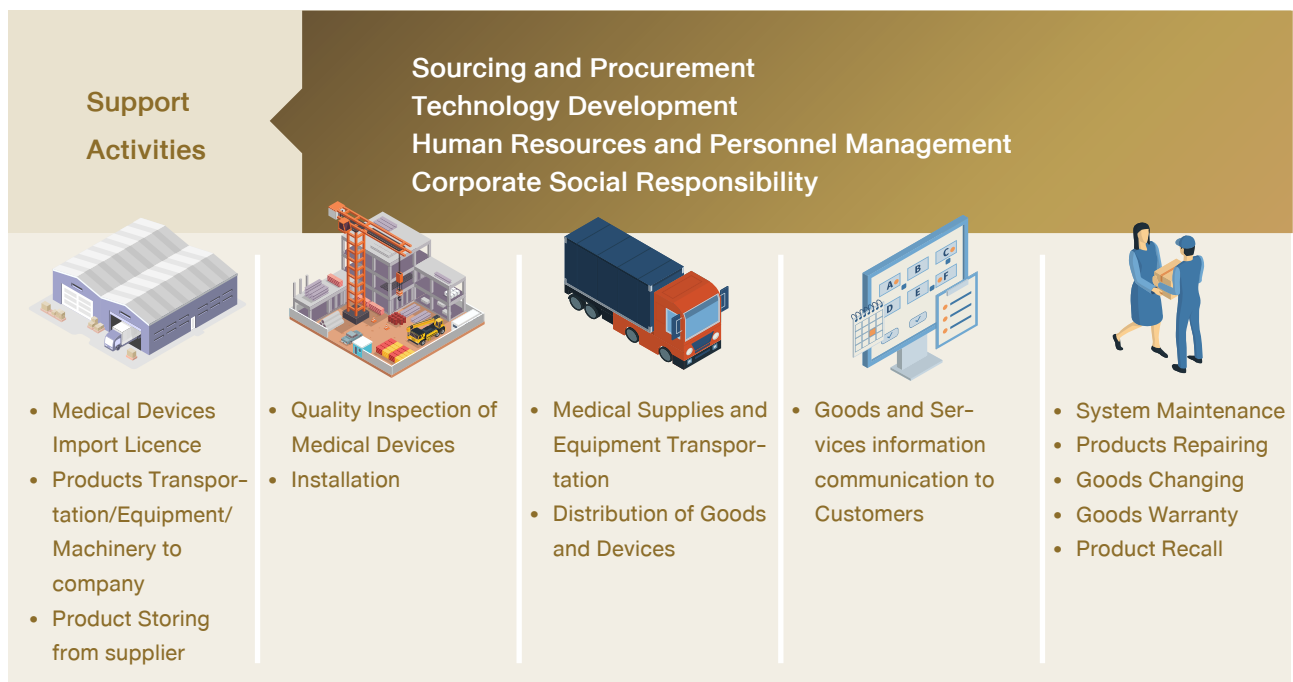 Support
Activities
Sourcing and Procurement
Technology Development
Human Resources and Personnel Management
Corporate Social Responsibility
A
B
C
D
E
F
• Medical Devices
Import Licence
• Products Transpor-
tation/Equipment/
Machinery to
company
• Product Storing
from supplier
• Quality Inspection of
Medical Devices
• Installation
• Medical Supplies and
Equipment Transpor-
tation
• Distribution of Goods
and Devices
• Goods and Ser-
vices information
communication to
Customers
• System Maintenance
• Products Repairing
• Goods Changing
• Goods Warranty
• Product Recall